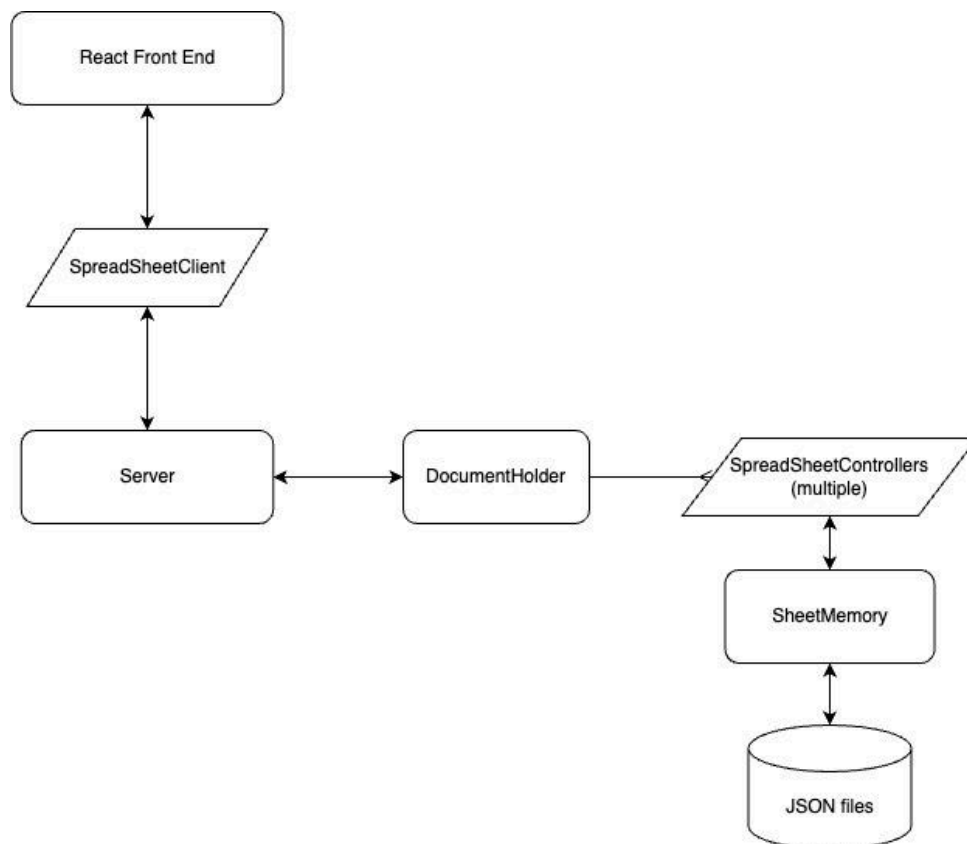 React Front End
SpreadSheetClient
Server
DocumentHolder
SpreadSheetControllers
(multiple)
SheetMemory
JSON files